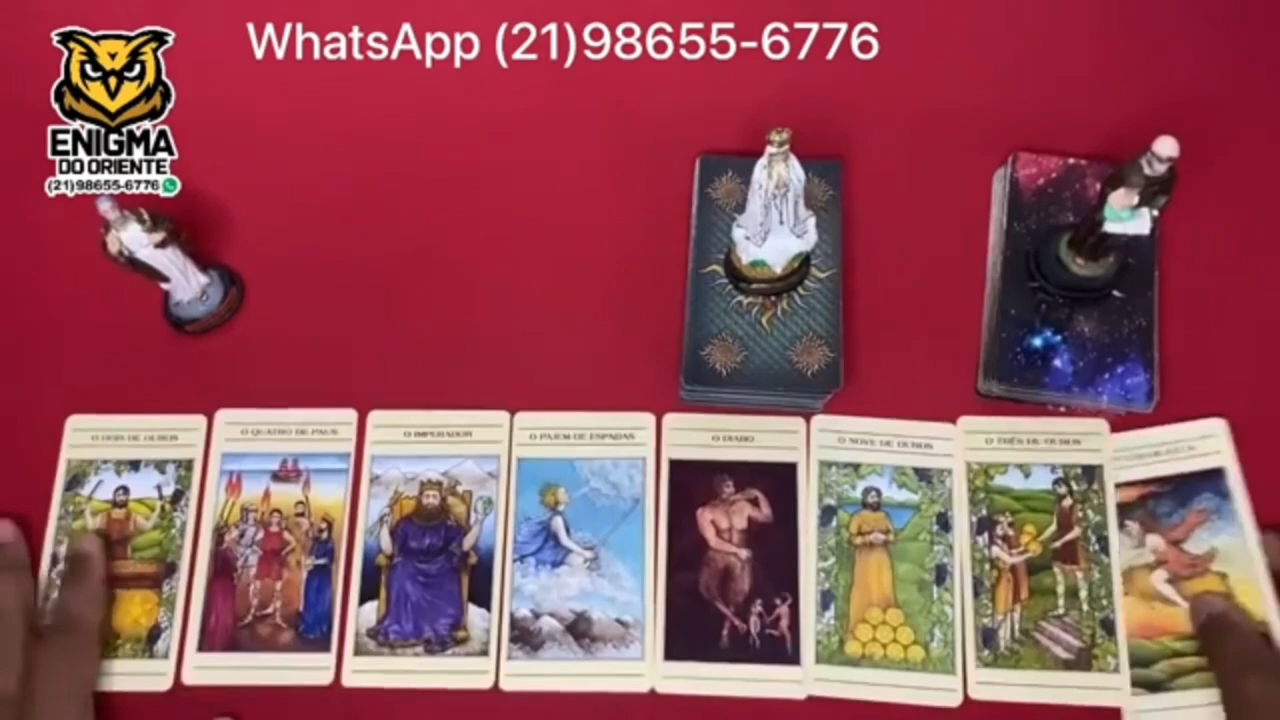 WhatsApp (21)98655-6776
ENIGMA
DO ORIENTE
(21)98655-6776
O DOIS DE OUROS
O QUATRO DE PAUS
O IMPERADOR
O PAJEM DE ESPADAS
O DIABO
O NOVE DE OUROS
O TRÊS DE OUROS